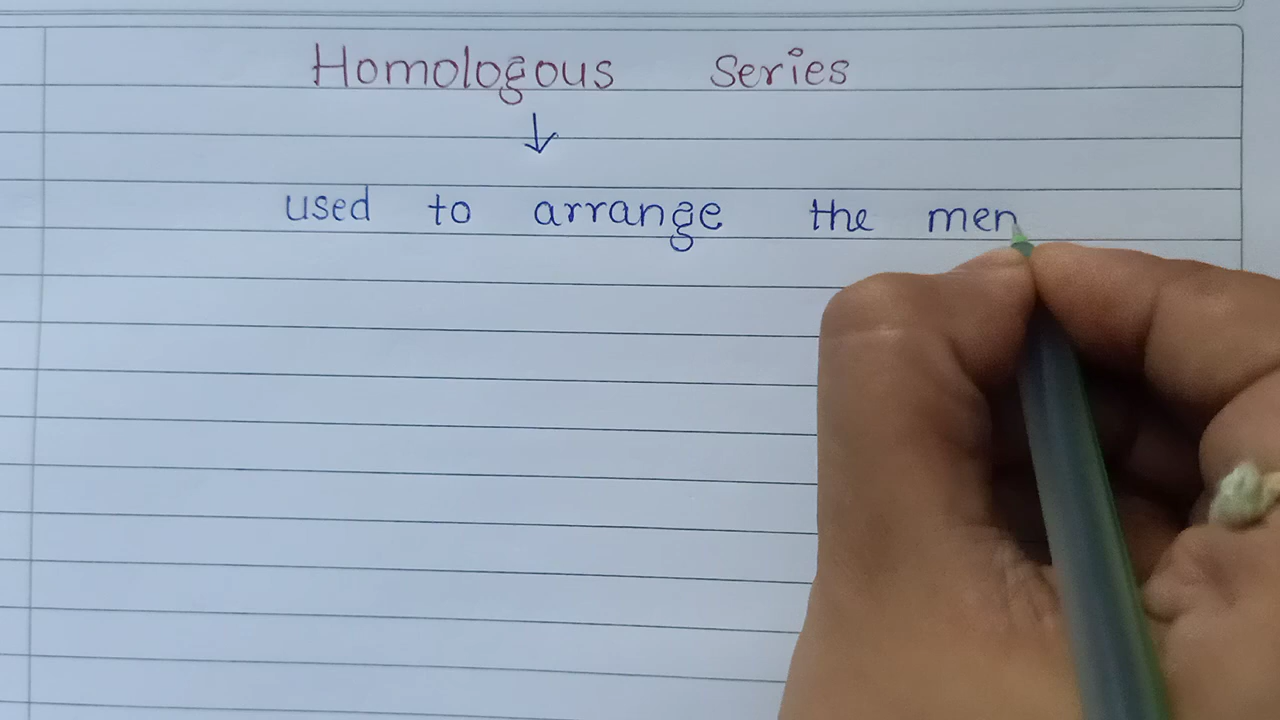 Homologous Series
↓
used to arrange the men